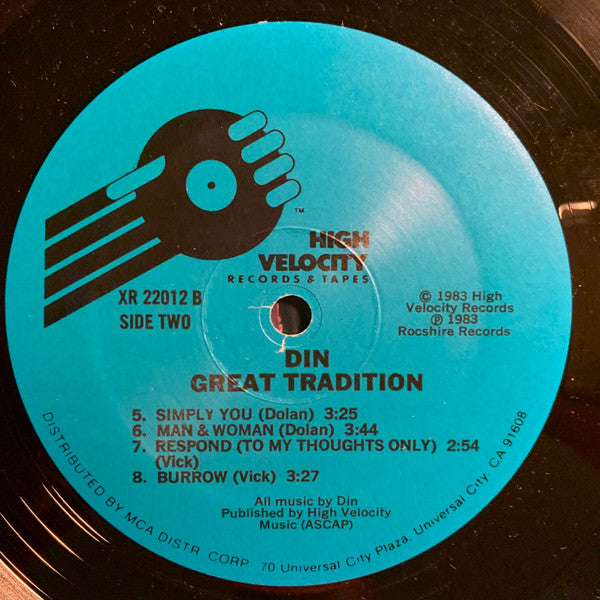 ™
HIGH
VELOCITY
RECORDS & TAPES
XR 22012 B
SIDE TWO
© 1983 High
Velocity Records
℗ 1983
Rocshire Records
DIN
GREAT TRADITION
5. SIMPLY YOU (Dolan) 3:25
6. MAN & WOMAN (Dolan) 3:44
7. RESPOND (TO MY THOUGHTS ONLY) 2:54
(Vick)
8. BURROW (Vick) 3:27
All music by Din
Published by High Velocity
Music (ASCAP)
DISTRIBUTED BY MCA DISTR. CORP. 70 Universal City Plaza, Universal City, CA 91608